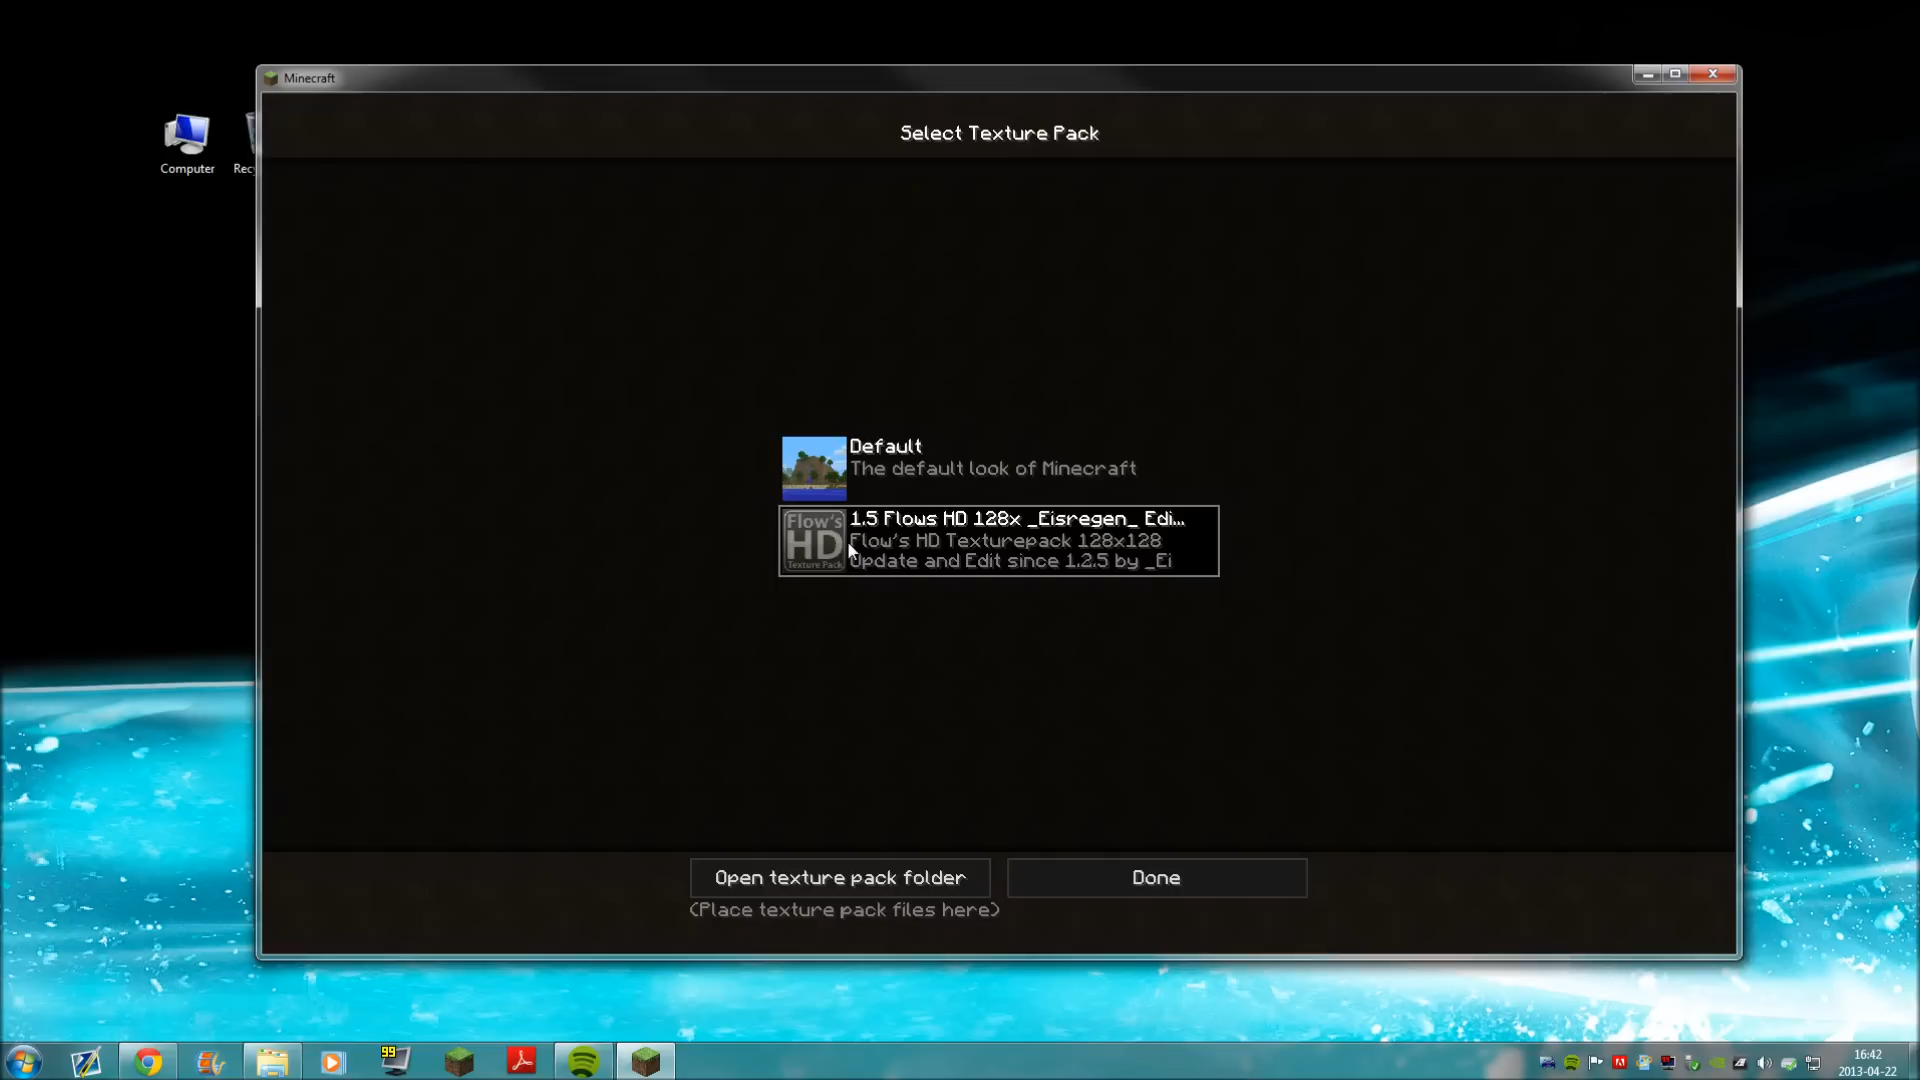 Minecraft
Select Texture Pack
Computer
Recy
Default
The default look of Minecraft
Flow's
HD
Texture Pack
1.5 Flows HD 128x _Eisregen_ Edi...
Flow's HD Texturepack 128x128
Update and Edit since 1.2.5 by _Ei
Open texture pack folder
Done
(Place texture pack files here)
99
16:42
2013-04-22